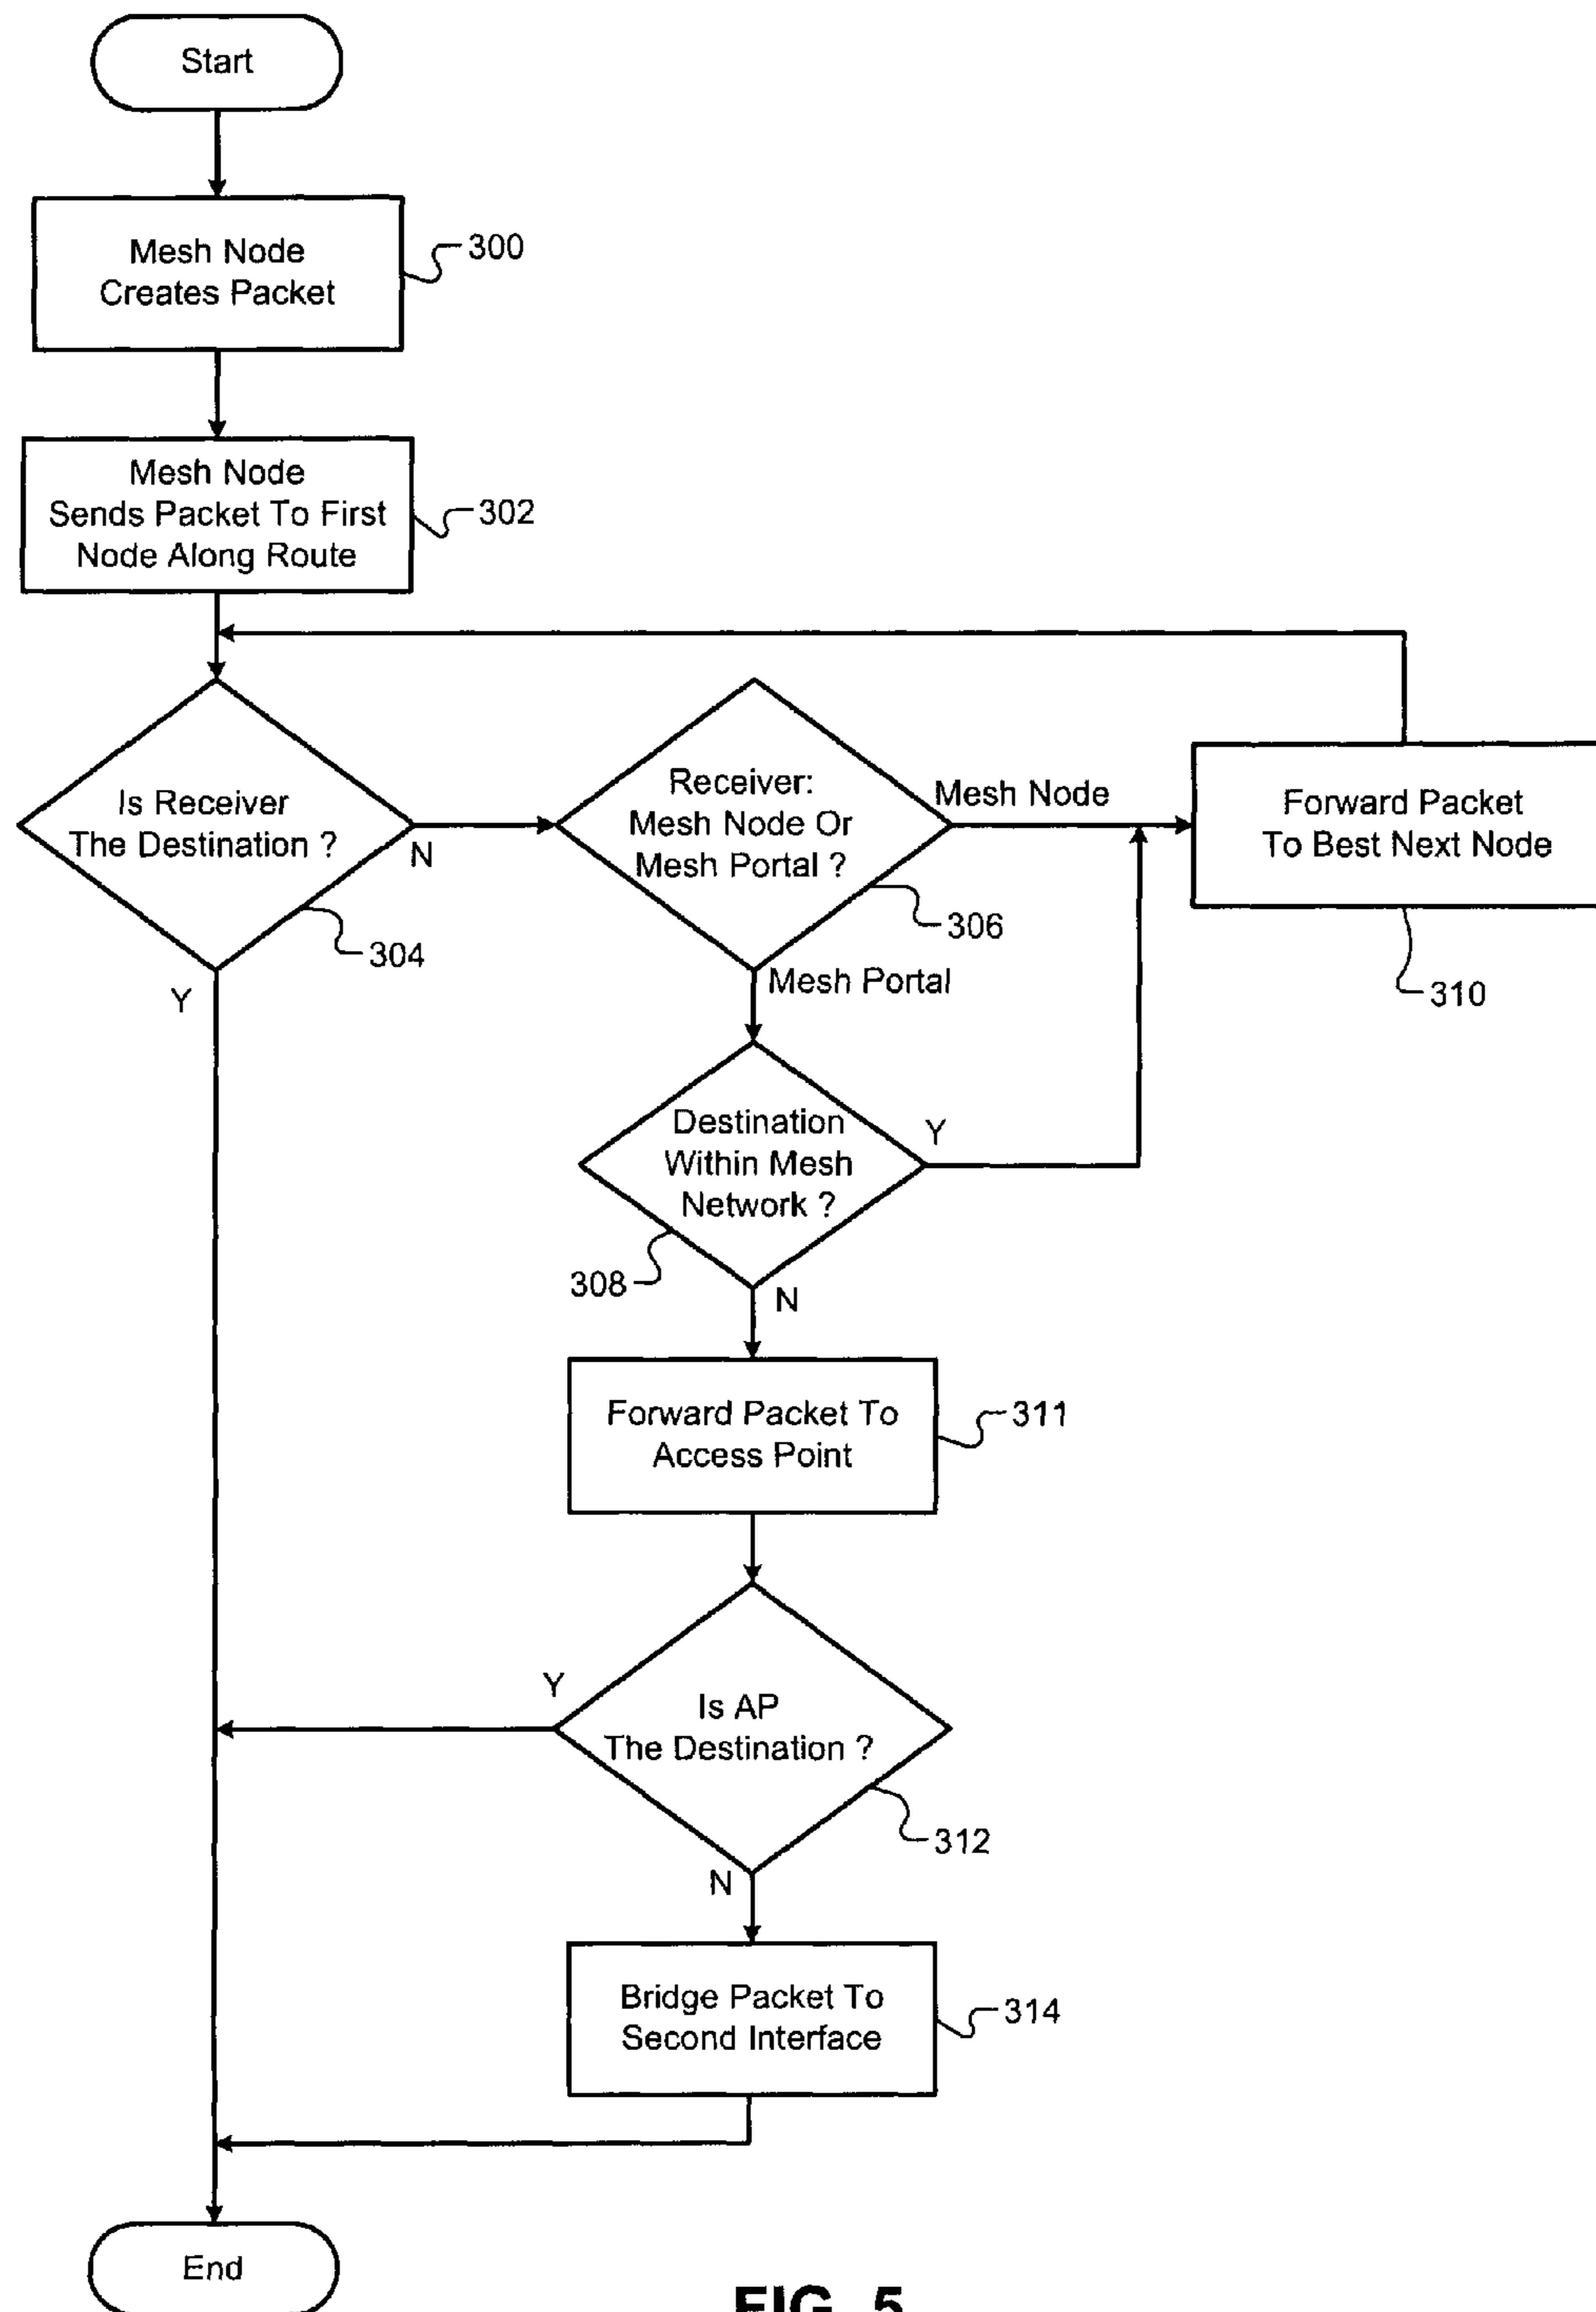 Start
Mesh Node
Creates Packet
300
Mesh Node
Sends Packet To First
Node Along Route
302
Is Receiver
The Destination ?
N
304
Y
Receiver:
Mesh Node Or
Mesh Portal ?
Mesh Node
306
Mesh Portal
Forward Packet
To Best Next Node
310
Destination
Within Mesh
Network ?
Y
308
N
Forward Packet To
Access Point
311
Y
Is AP
The Destination ?
312
N
Bridge Packet To
Second Interface
314
End
FIG. 5